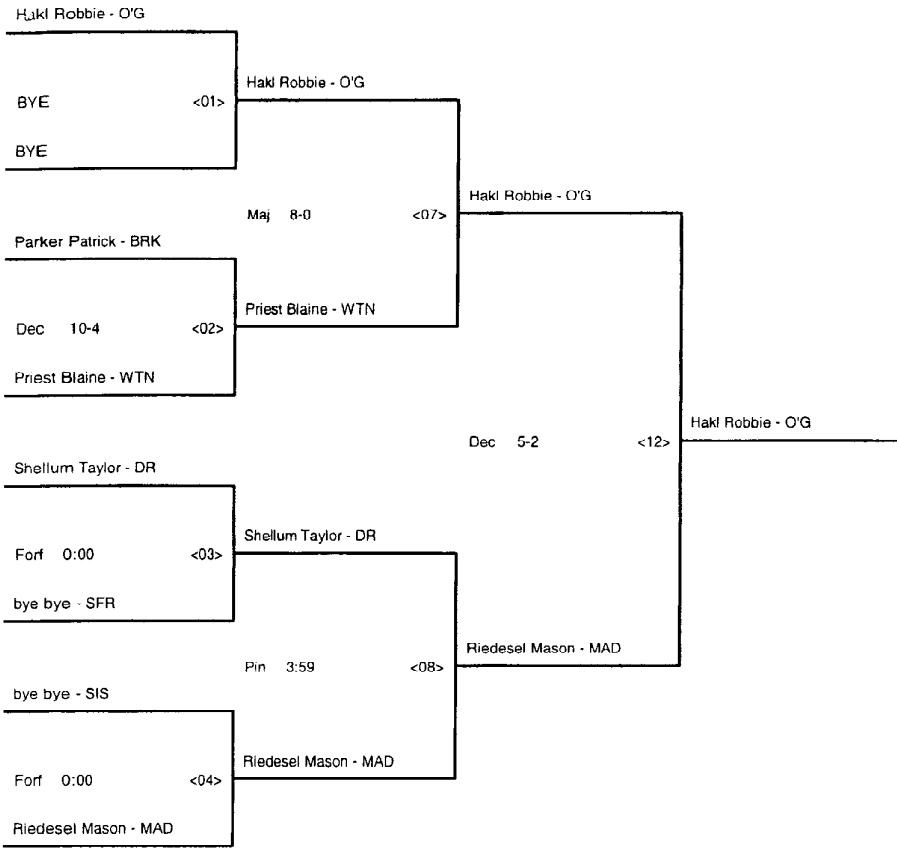 Hakl Robbie - O'G
Hakl Robbie - O'G
BYE <01>
BYE
Hakl Robbie - O'G
Maj 8-0 <07>
Parker Patrick - BRK
Priest Blaine - WTN
Dec 10-4 <02>
Priest Blaine - WTN
Hakl Robbie - O'G
Dec 5-2 <12>
Shellum Taylor - DR
Shellum Taylor - DR
Forf 0:00 <03>
bye bye - SFR
Riedesel Mason - MAD
Pin 3:59 <08>
bye bye - SIS
Riedesel Mason - MAD
Forf 0:00 <04>
Riedesel Mason - MAD